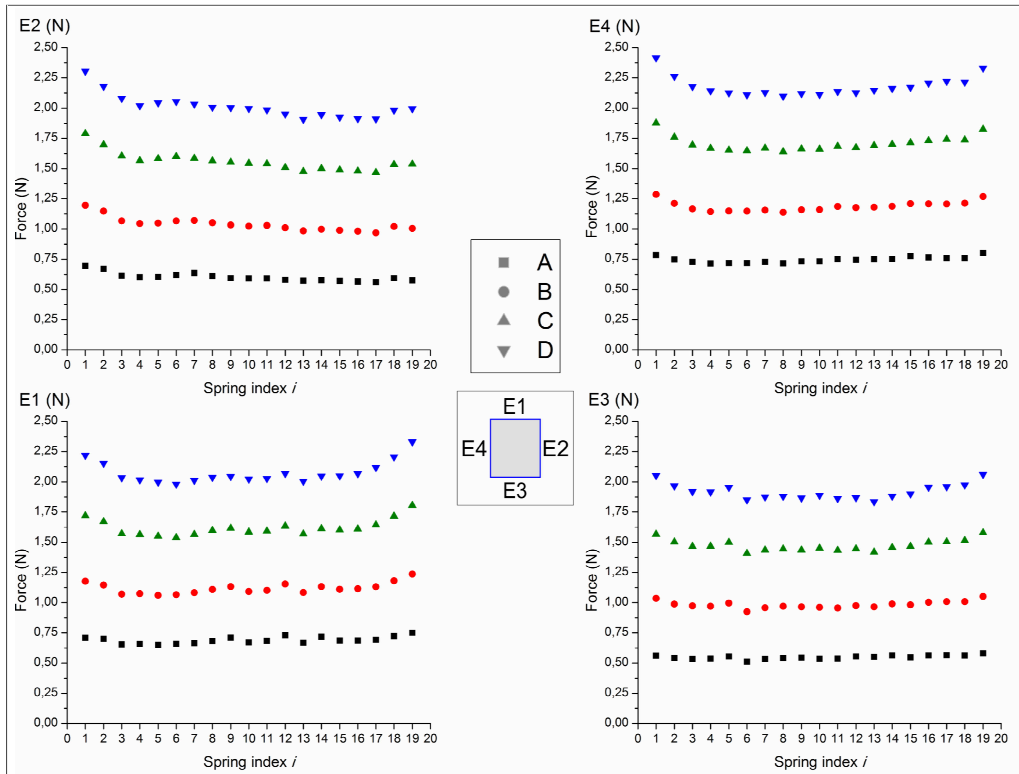 E2 (N)
2,50
2,25
2,00
1,75
1,50
1,25
1,00
0,75
0,50
0,25
0,00
Force (N)
0 1 2 3 4 5 6 7 8 9 10 11 12 13 14 15 16 17 18 19 20
Spring index i
E4 (N)
2,50
2,25
2,00
1,75
1,50
1,25
1,00
0,75
0,50
0,25
0,00
Force (N)
0 1 2 3 4 5 6 7 8 9 10 11 12 13 14 15 16 17 18 19 20
Spring index i
A
B
C
D
E1
E4 E2
E3
E1 (N)
2,50
2,25
2,00
1,75
1,50
1,25
1,00
0,75
0,50
0,25
0,00
Force (N)
0 1 2 3 4 5 6 7 8 9 10 11 12 13 14 15 16 17 18 19 20
Spring index i
E3 (N)
2,50
2,25
2,00
1,75
1,50
1,25
1,00
0,75
0,50
0,25
0,00
Force (N)
0 1 2 3 4 5 6 7 8 9 10 11 12 13 14 15 16 17 18 19 20
Spring index i